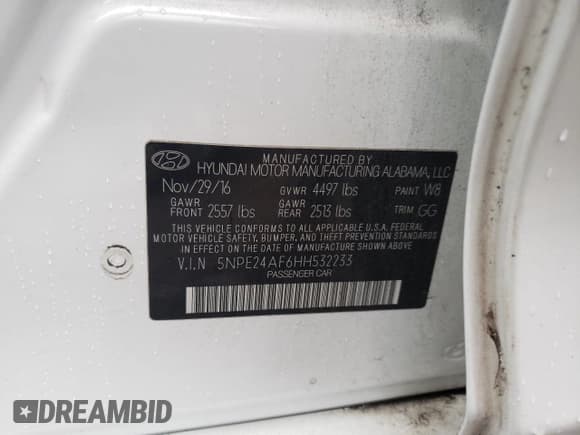 MANUFACTURED BY
HYUNDAI MOTOR MANUFACTURING ALABAMA, LLC
Nov/29/16 GVWR 4497 lbs PAINT W8
GAWR FRONT 2557 lbs GAWR REAR 2513 lbs TRIM GG
THIS VEHICLE CONFORMS TO ALL APPLICABLE U.S.A. FEDERAL
MOTOR VEHICLE SAFETY, BUMPER, AND THEFT PREVENTION
STANDARDS IN EFFECT ON THE DATE OF MANUFACTURE SHOWN ABOVE.
V.I.N 5NPE24AF6HH532233
PASSENGER CAR
DREAMBID